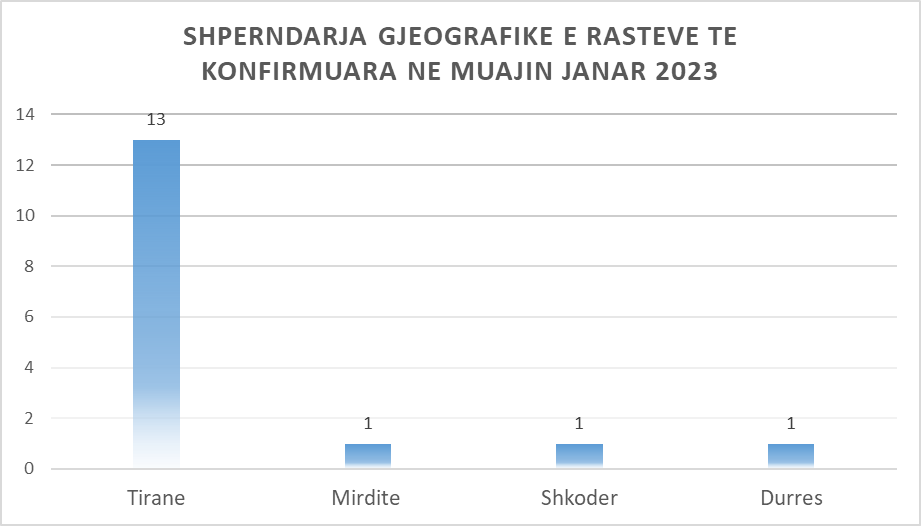 SHPERNDARJA GJEOGRAFIKE E RASTEVE TE
KONFIRMUARA NE MUAJIN JANAR 2023
14
13
12
10
8
6
4
2
1 1 1
0
Tirane Mirdite Shkoder Durres